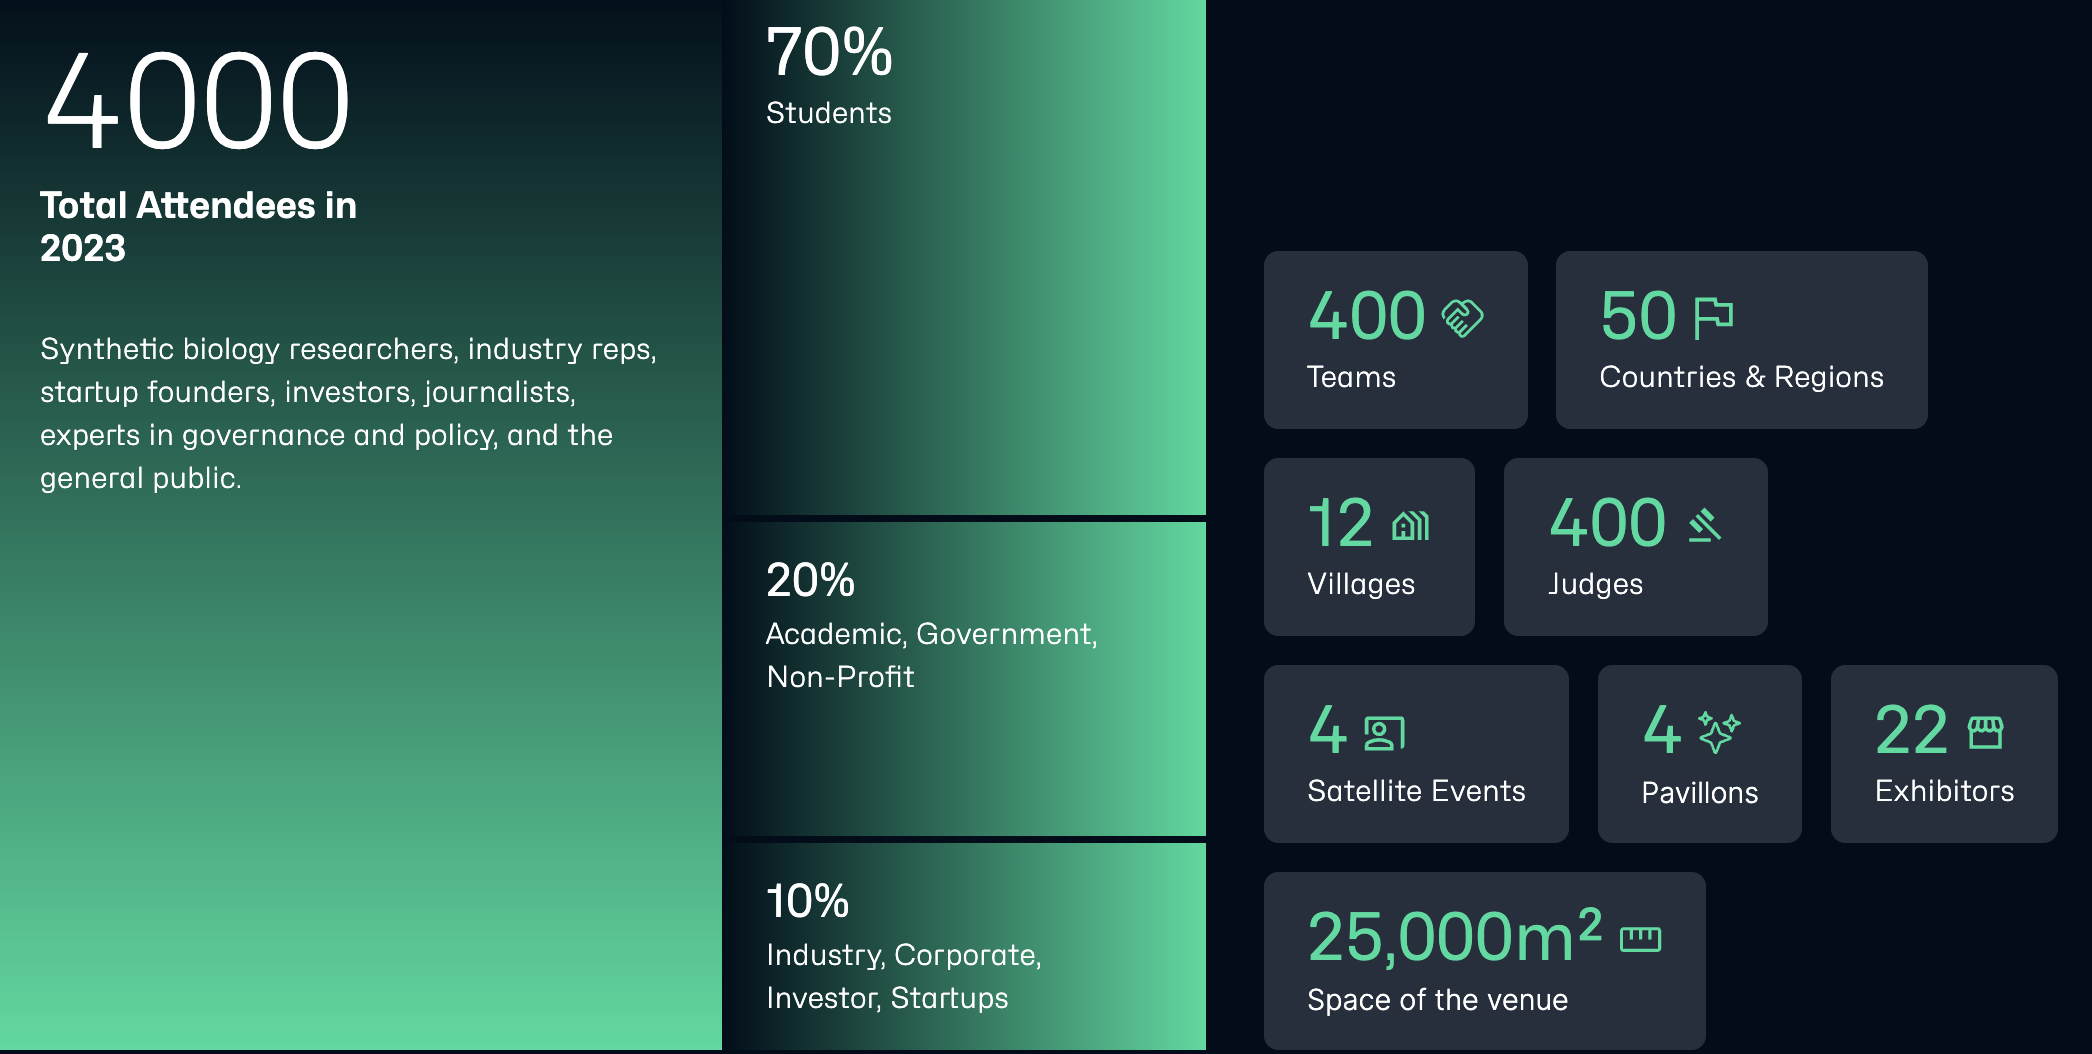 4000
Total Attendees in
2023
Synthetic biology researchers, industry reps,
startup founders, investors, journalists,
experts in governance and policy, and the
general public.
70%
Students
20%
Academic, Government,
Non-Profit
10%
Industry, Corporate,
Investor, Startups
400
Teams
50
Countries & Regions
12
Villages
400
Judges
4
Satellite Events
4
Pavillons
22
Exhibitors
25,000m²
Space of the venue